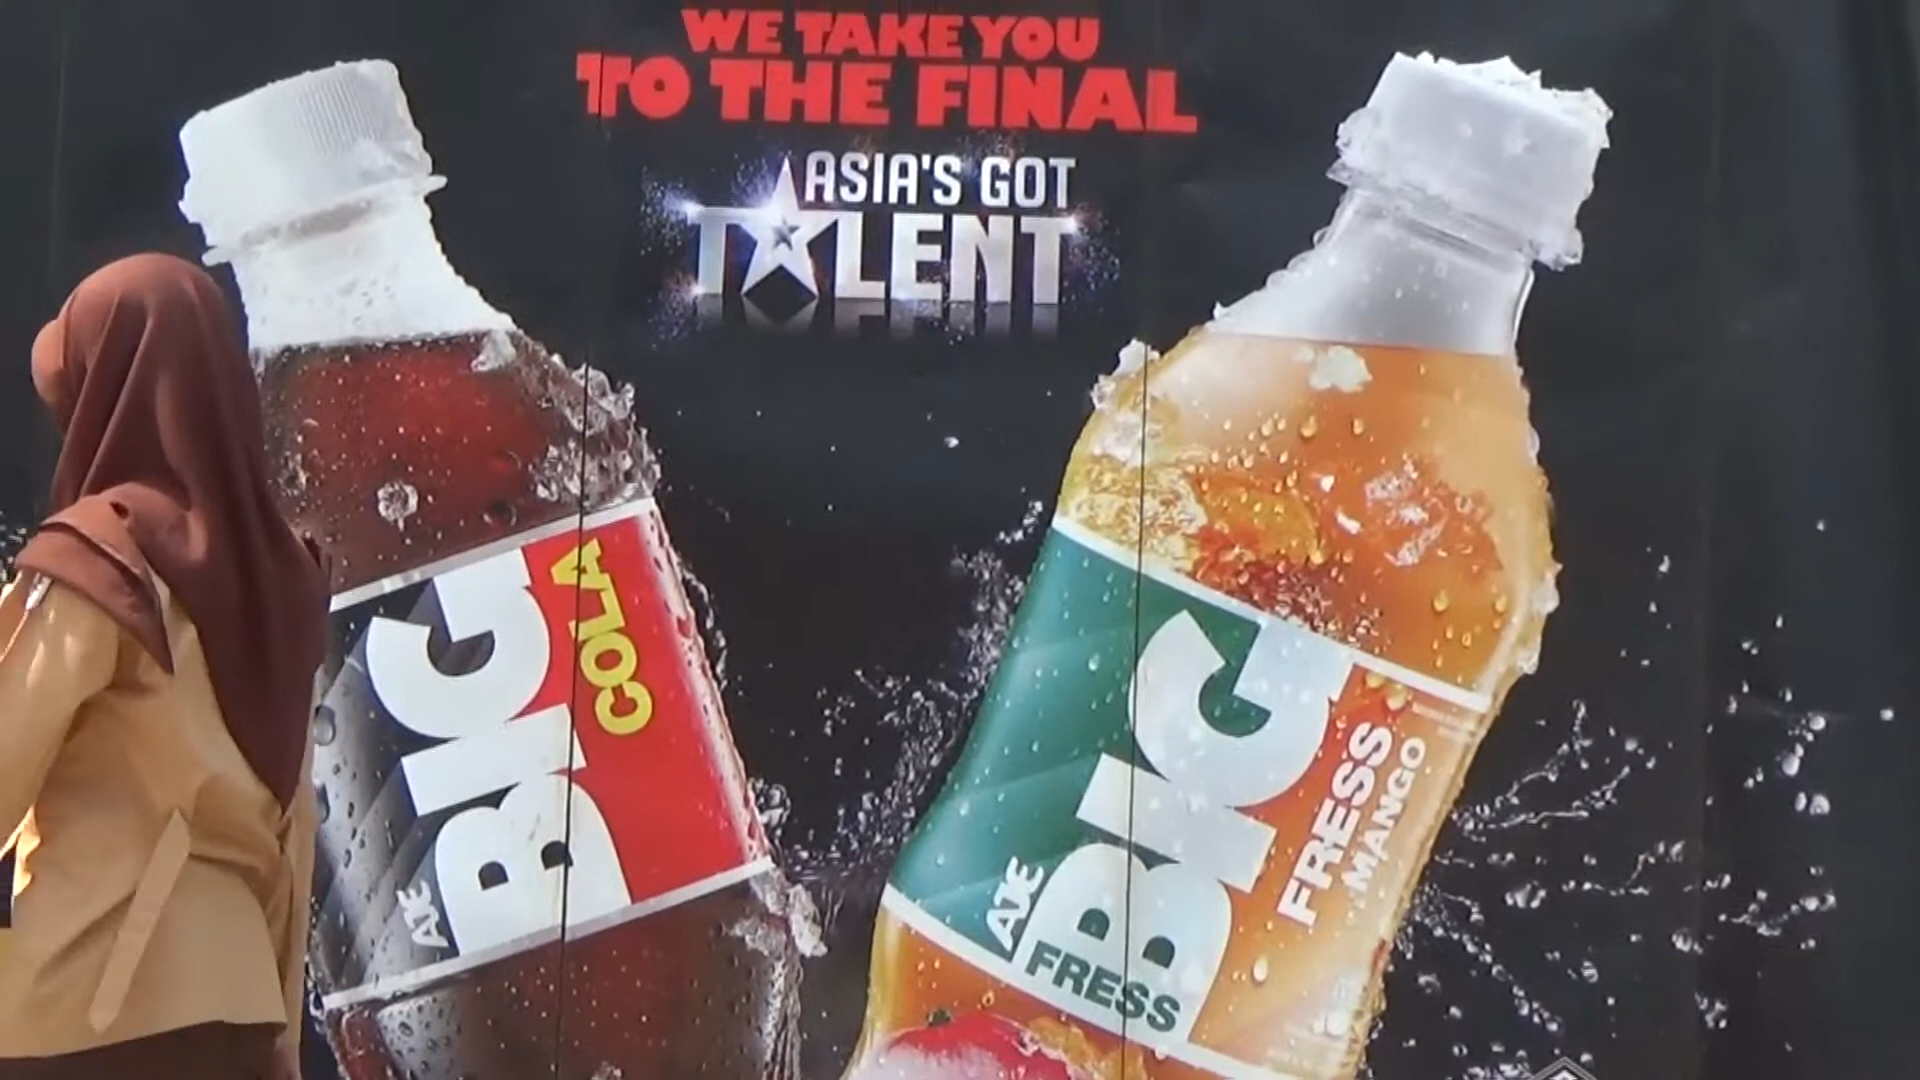 WE TAKE YOU
TO THE FINAL
ASIA'S GOT
TALENT
AJE
BIG
COLA
AJE
BIG
FRESS
FRESS
MANGO